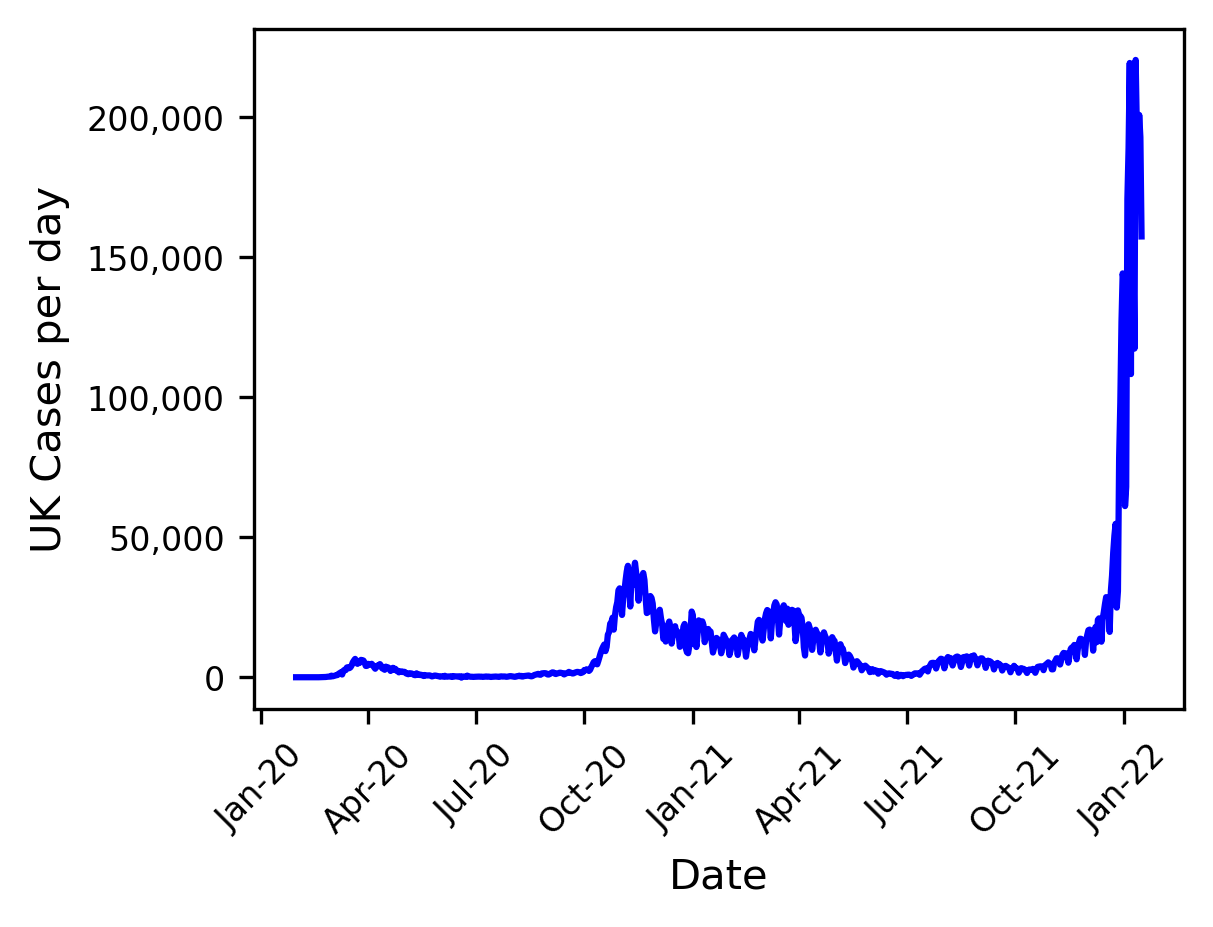 UK Cases per day
200,000
150,000
100,000
50,000
0
Jan-20
Apr-20
Jul-20
Oct-20
Jan-21
Apr-21
Jul-21
Oct-21
Jan-22
Date